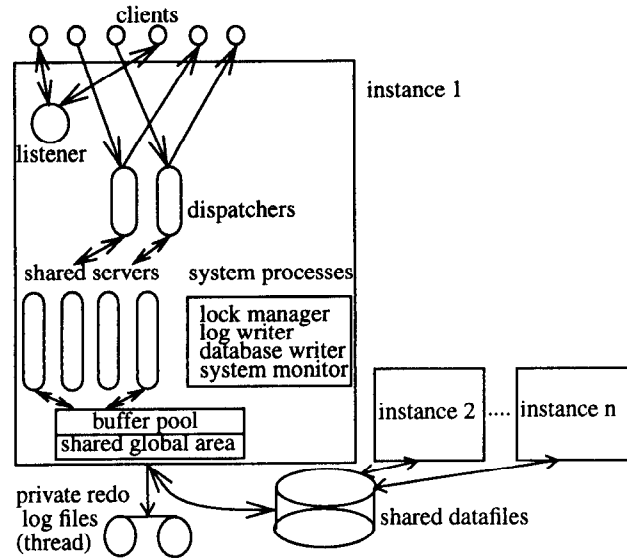 clients
instance 1
listener
dispatchers
shared servers
system processes
lock manager
log writer
database writer
system monitor
buffer pool
shared global area
instance 2
....
instance n
private redo
log files
(thread)
shared datafiles